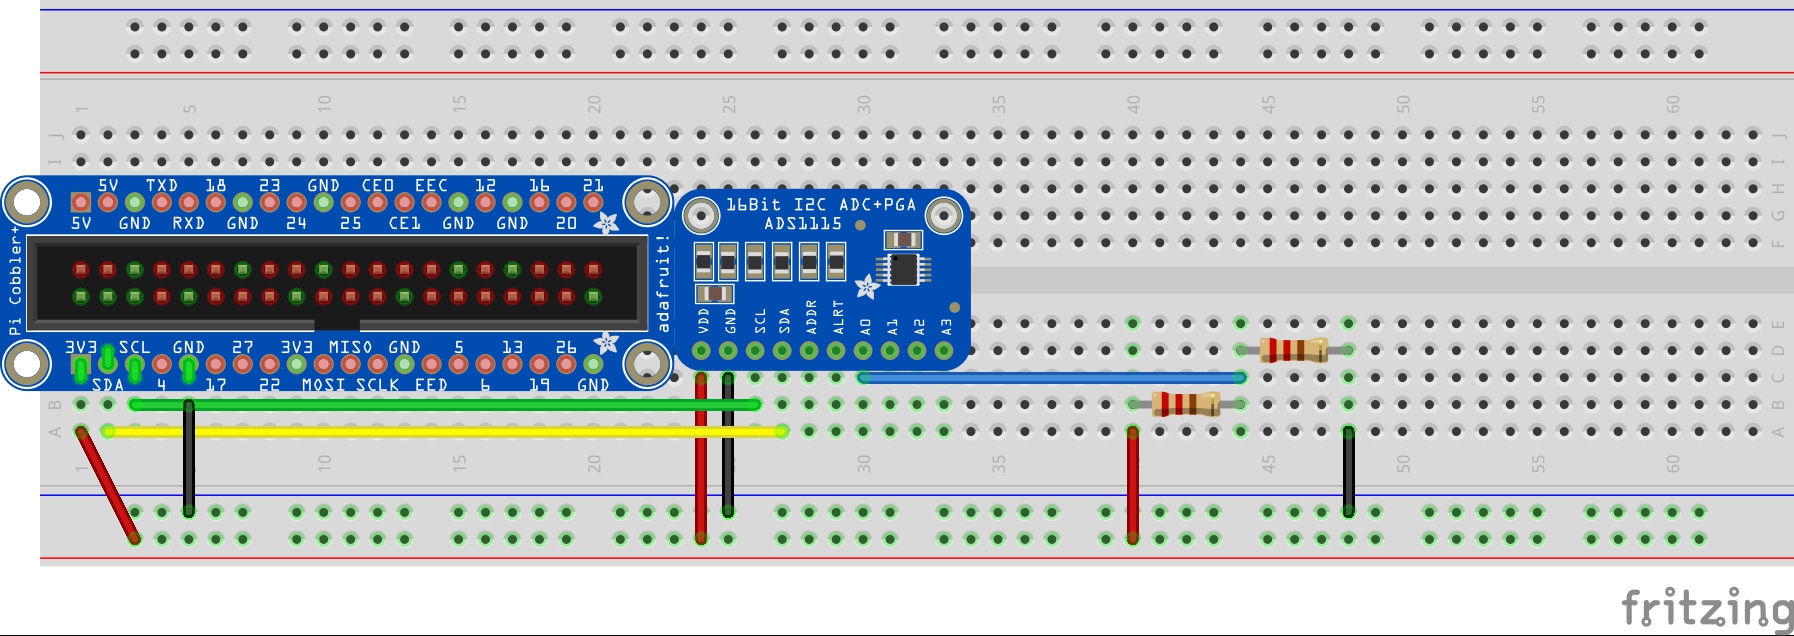 1 5 10 15 20 25 30 35 40 45 50 55 60
J J
I I
H
G
F
5V TXD 18 23 GND CE0 EEC 12 16 21
5V GND RXD GND 24 25 CE1 GND GND 20
Pi Cobbler+
adafruit!
16Bit I2C ADC+PGA
ADS1115
VDD GND SCL SDA ADDR ALRT A0 A1 A2 A3
E
D
C
3V3 SCL GND 27 3V3 MISO GND 5 13 26
SDA 4 17 22 MOSI SCLK EED 6 19 GND
B B
A A
1 10 15 20 25 30 35 40 45 50 55 60
fritzing